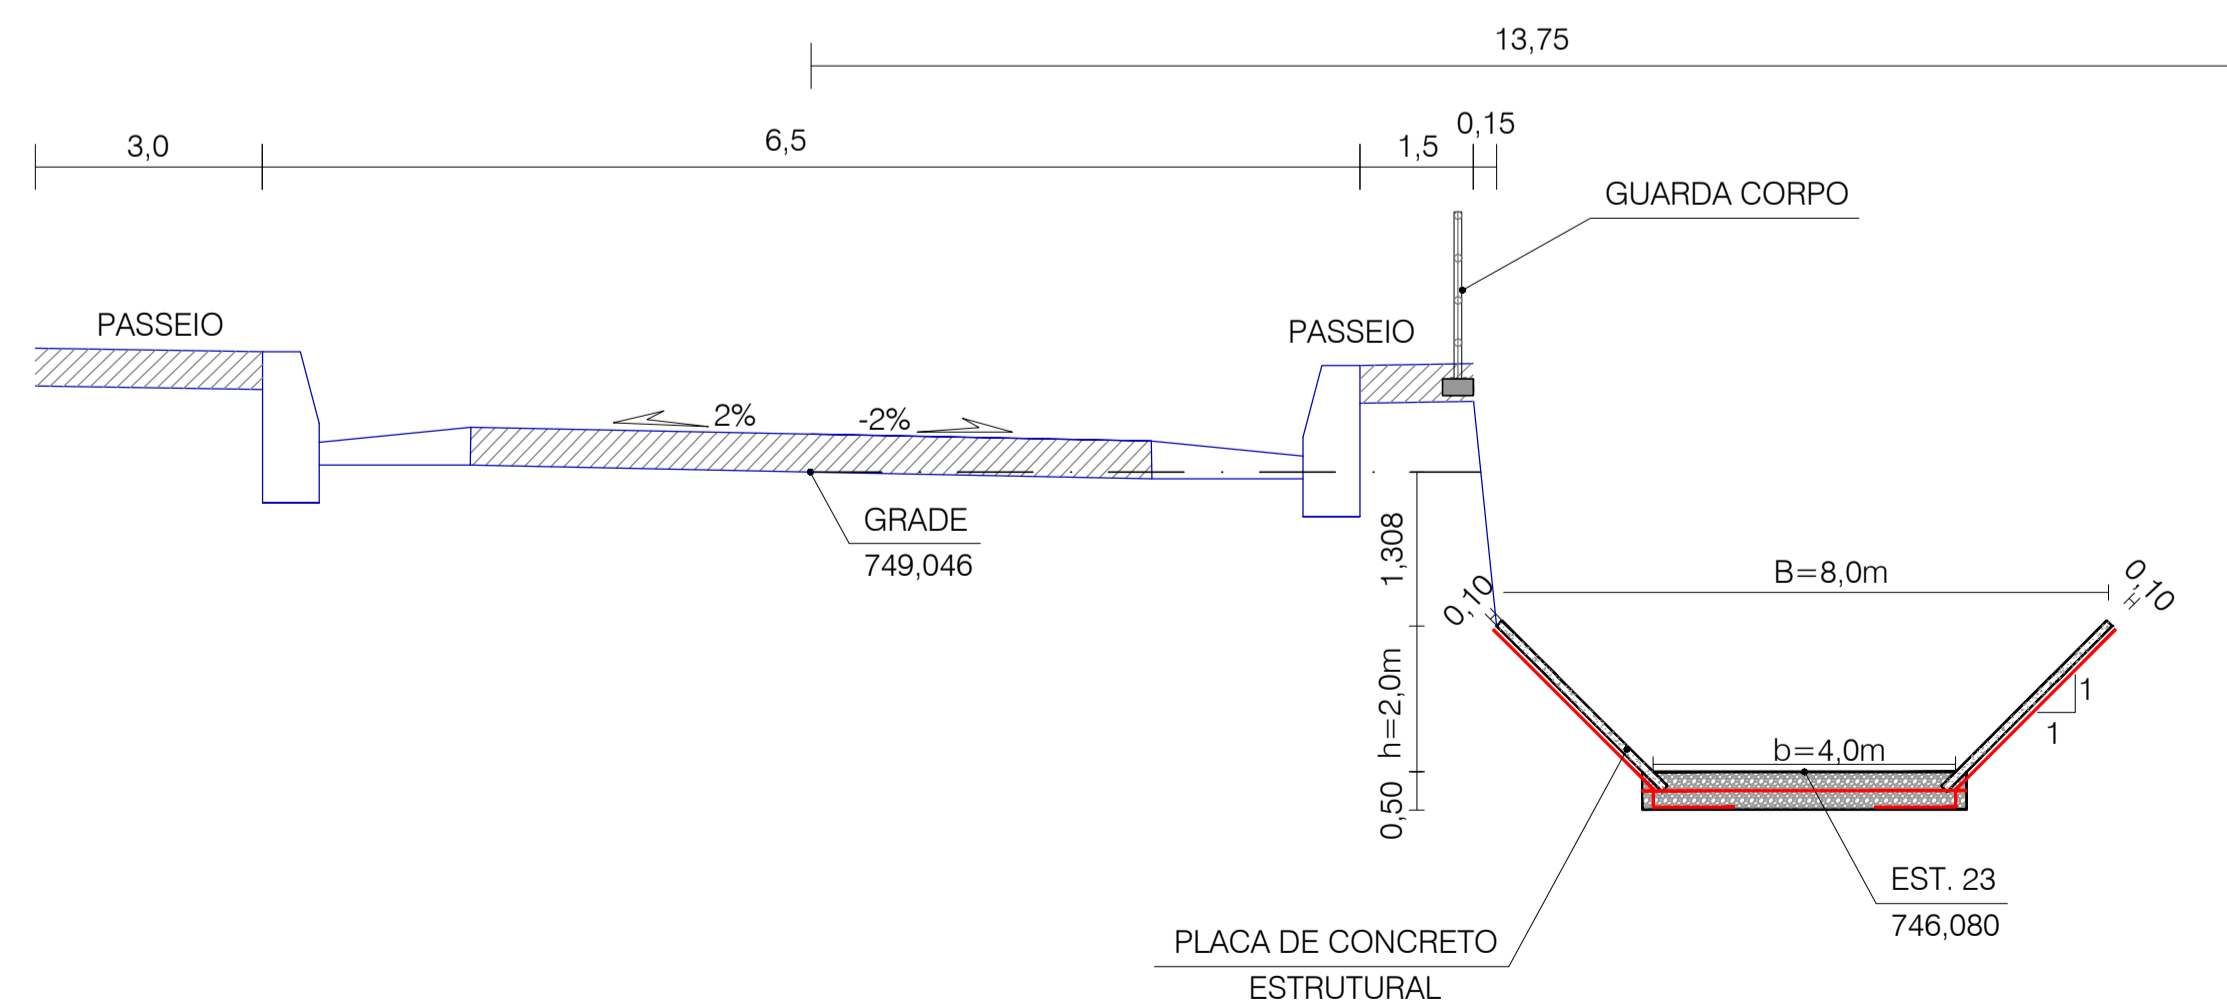 13,75
3,0
6,5
1,5
0,15
GUARDA CORPO
PASSEIO
PASSEIO
2%
-2%
GRADE
749,046
1,308
0,10
B=8,0m
0,10
h=2,0m
1
1
b=4,0m
0,50
EST. 23
746,080
PLACA DE CONCRETO
ESTRUTURAL